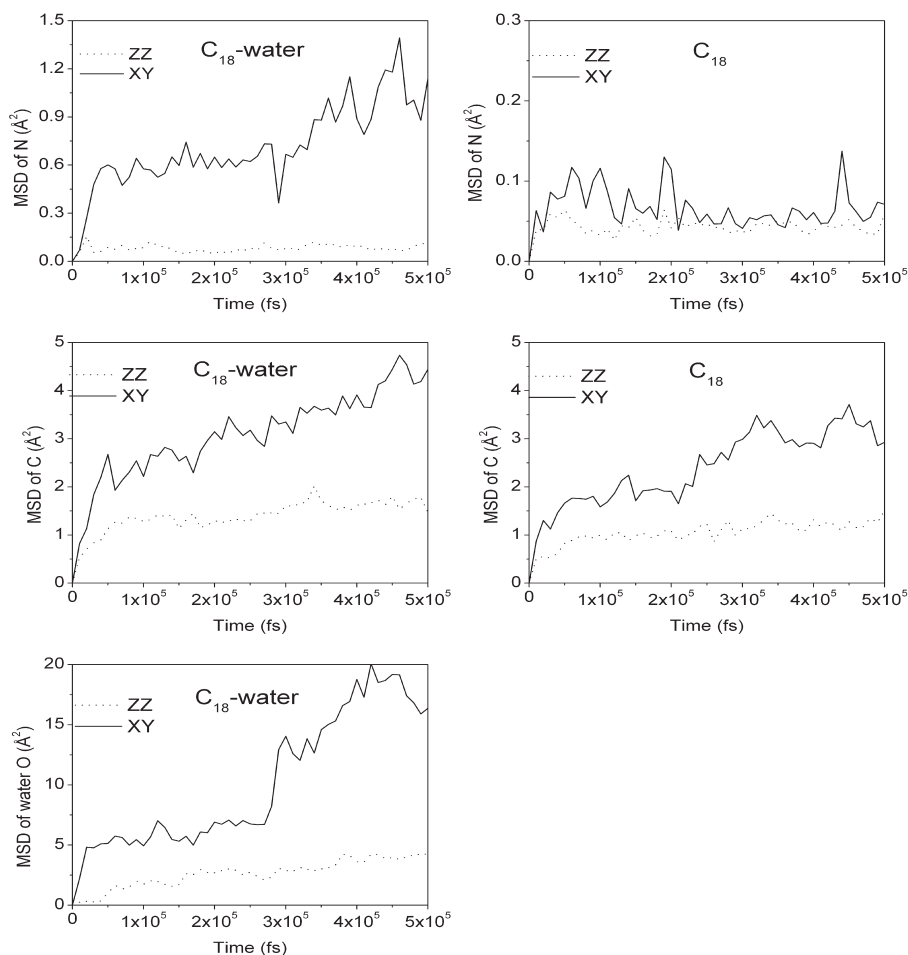 1.5
1.2
0.9
0.6
0.3
0.0
MSD of N (Å²)
ZZ
XY
C₁₈-water
0 1x10⁵ 2x10⁵ 3x10⁵ 4x10⁵ 5x10⁵
Time (fs)
0.3
0.2
0.1
0.0
MSD of N (Å²)
ZZ
XY
C₁₈
0 1x10⁵ 2x10⁵ 3x10⁵ 4x10⁵ 5x10⁵
Time (fs)
5
4
3
2
1
0
MSD of C (Å²)
ZZ
XY
C₁₈-water
0 1x10⁵ 2x10⁵ 3x10⁵ 4x10⁵ 5x10⁵
Time (fs)
5
4
3
2
1
0
MSD of C (Å²)
ZZ
XY
C₁₈
0 1x10⁵ 2x10⁵ 3x10⁵ 4x10⁵ 5x10⁵
Time (fs)
20
15
10
5
0
MSD of water O (Å²)
ZZ
XY
C₁₈-water
0 1x10⁵ 2x10⁵ 3x10⁵ 4x10⁵ 5x10⁵
Time (fs)